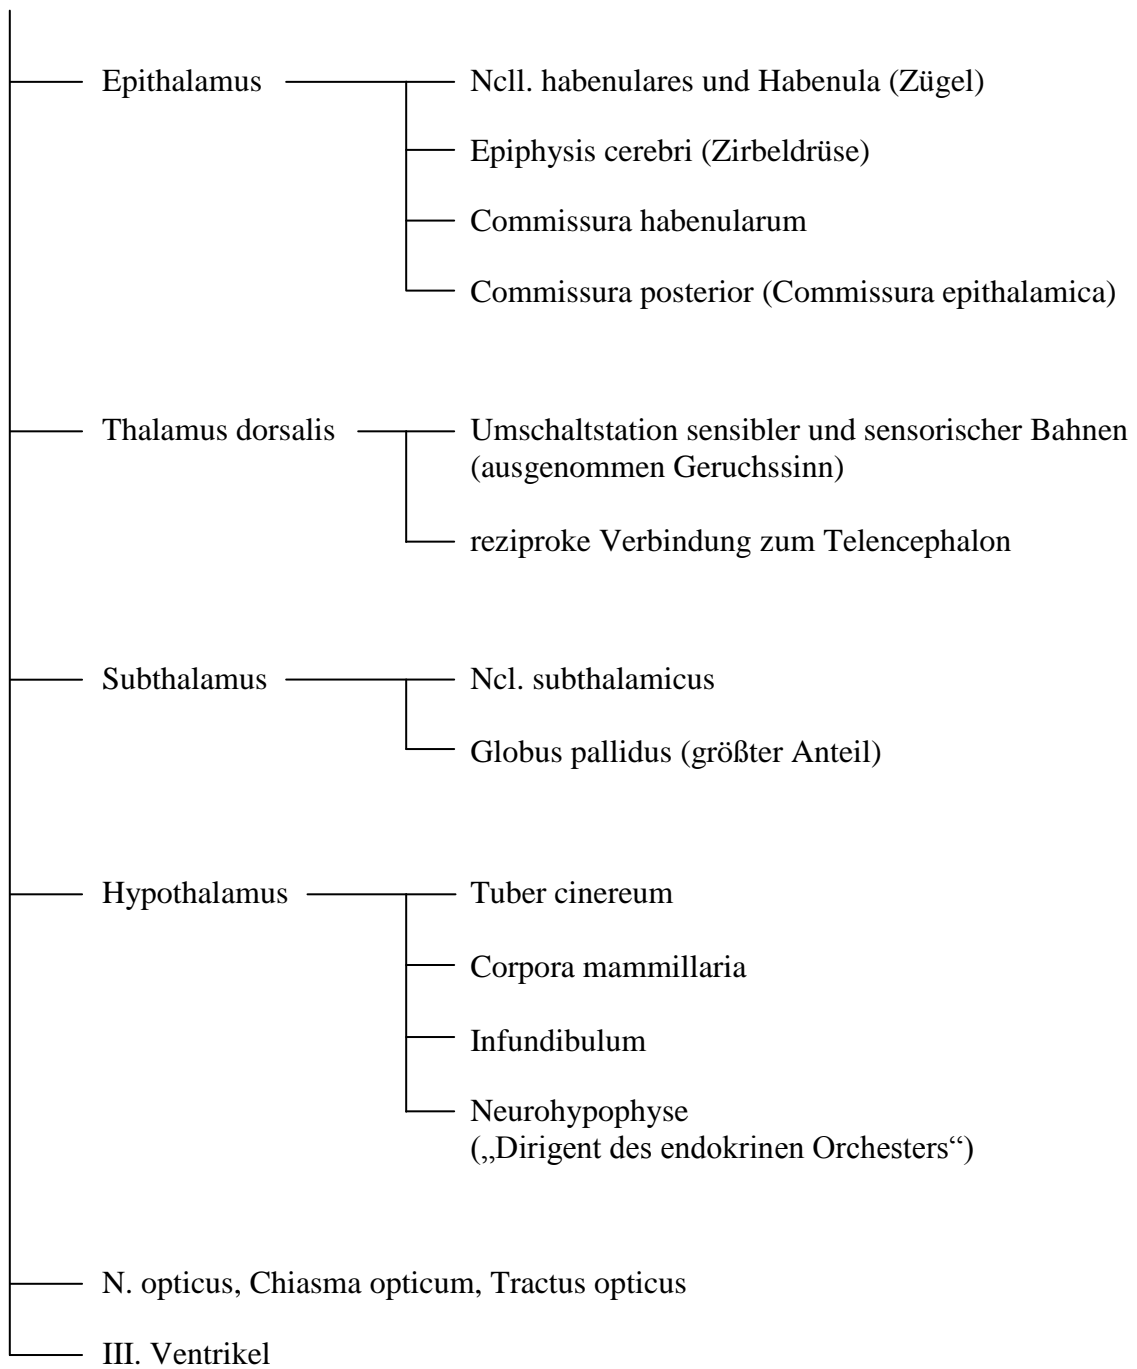 Epithalamus
Ncll. habenulares und Habenula (Zügel)
Epiphysis cerebri (Zirbeldrüse)
Commissura habenularum
Commissura posterior (Commissura epithalamica)
Thalamus dorsalis
Umschaltstation sensibler und sensorischer Bahnen
(ausgenommen Geruchssinn)
reziproke Verbindung zum Telencephalon
Subthalamus
Ncl. subthalamicus
Globus pallidus (größter Anteil)
Hypothalamus
Tuber cinereum
Corpora mammillaria
Infundibulum
Neurohypophyse
(„Dirigent des endokrinen Orchesters“)
N. opticus, Chiasma opticum, Tractus opticus
III. Ventrikel